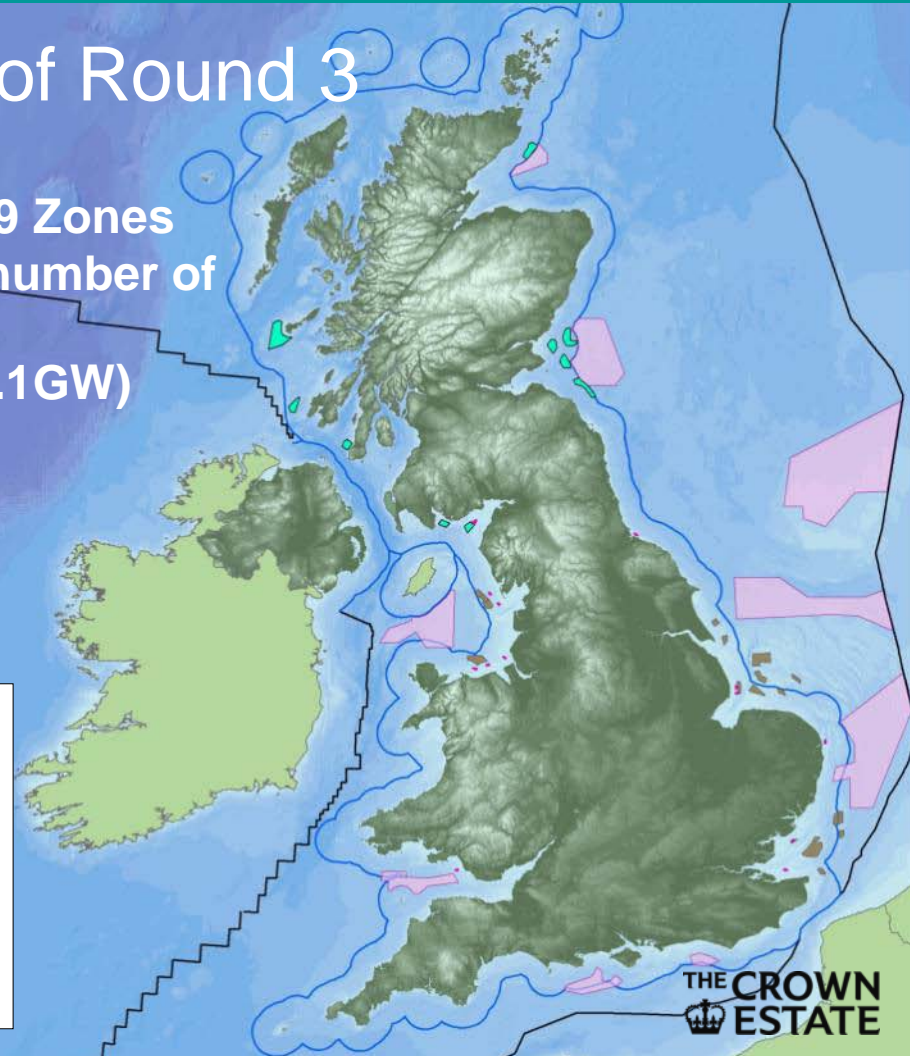 of Round 3
9 Zones
number of
.1GW)
THE CROWN
ESTATE